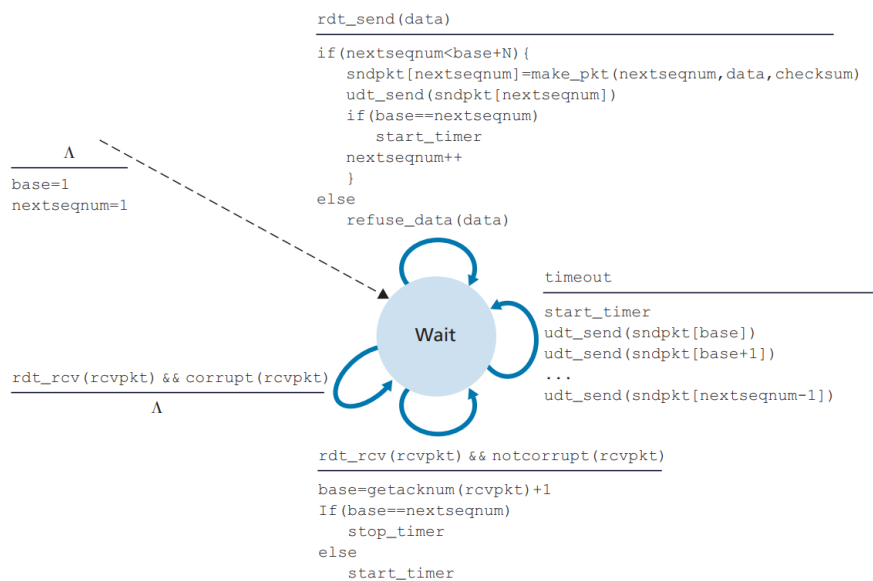 rdt_send(data)
if(nextseqnum<base+N){
sndpkt[nextseqnum]=make_pkt(nextseqnum,data,checksum)
udt_send(sndpkt[nextseqnum])
if(base==nextseqnum)
start_timer
nextseqnum++
}
else
refuse_data(data)
Λ
base=1
nextseqnum=1
Wait
timeout
start_timer
udt_send(sndpkt[base])
udt_send(sndpkt[base+1])
...
udt_send(sndpkt[nextseqnum-1])
rdt_rcv(rcvpkt) && corrupt(rcvpkt)
Λ
rdt_rcv(rcvpkt) && notcorrupt(rcvpkt)
base=getacknum(rcvpkt)+1
If(base==nextseqnum)
stop_timer
else
start_timer